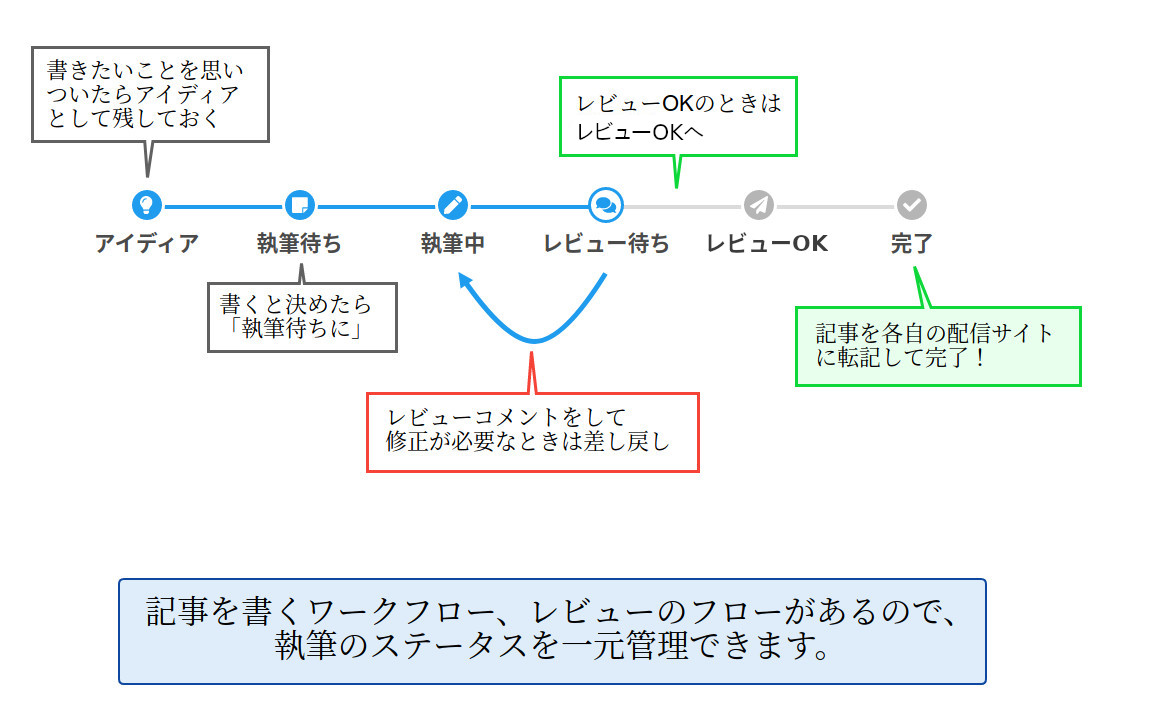 書きたいことを思い
ついたらアイディア
として残しておく
レビューOKのときは
レビューOKへ
アイディア
執筆待ち
執筆中
レビュー待ち
レビューOK
完了
書くと決めたら
「執筆待ちに」
記事を各自の配信サイト
に転記して完了！
レビューコメントをして
修正が必要なときは差し戻し
記事を書くワークフロー、レビューのフローがあるので、
執筆のステータスを一元管理できます。